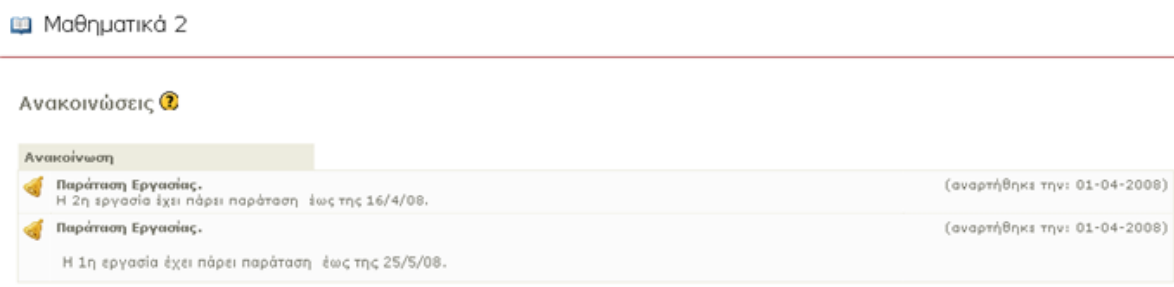 Μαθηματικά 2
Ανακοινώσεις
Ανακοίνωση
Παράταση Εργασίας. (αναρτήθηκε την: 01-04-2008)
Η 2η εργασία έχει πάρει παράταση έως της 16/4/08.
Παράταση Εργασίας. (αναρτήθηκε την: 01-04-2008)
Η 1η εργασία έχει πάρει παράταση έως της 25/5/08.